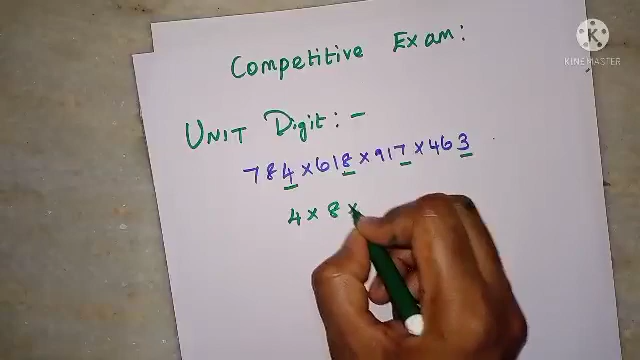 Competitive Exam:
UNIT Digit: -
784×618×917×463
4×8×
K
KINEMASTER